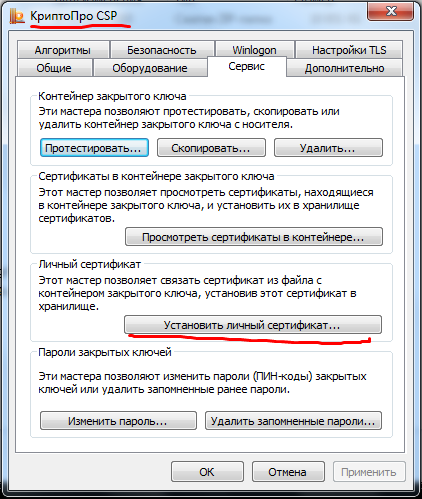 КриптоПро CSP
Алгоритмы Безопасность Winlogon Настройки TLS
Общие Оборудование Сервис Дополнительно
Контейнер закрытого ключа
Эти мастера позволяют протестировать, скопировать или
удалить контейнер закрытого ключа с носителя.
Протестировать... Скопировать... Удалить...
Сертификаты в контейнере закрытого ключа
Этот мастер позволяет просмотреть сертификаты, находящиеся
в контейнере закрытого ключа, и установить их в хранилище
сертификатов.
Просмотреть сертификаты в контейнере...
Личный сертификат
Этот мастер позволяет связать сертификат из файла с
контейнером закрытого ключа, установив этот сертификат в
хранилище.
Установить личный сертификат...
Пароли закрытых ключей
Эти мастера позволяют изменить пароли (ПИН-коды) закрытых
ключей или удалить запомненные ранее пароли.
Изменить пароль... Удалить запомненные пароли...
ОК Отмена Применить